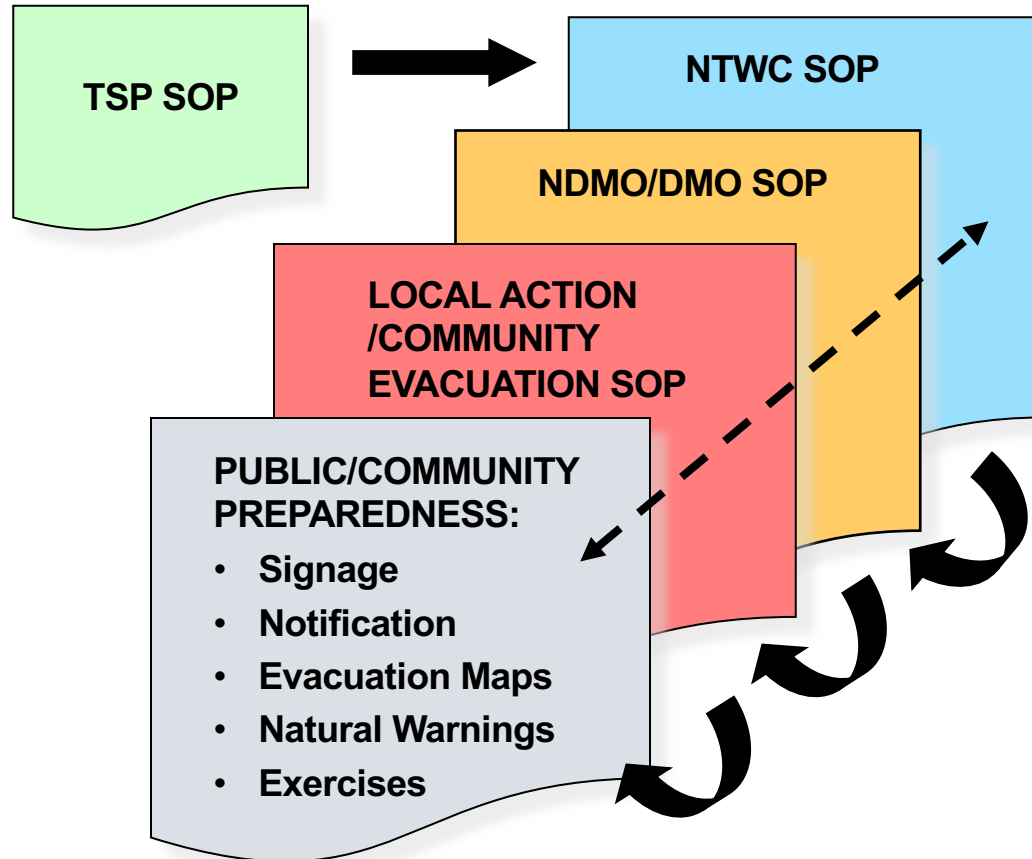 TSP SOP
NTWC SOP
NDMO/DMO SOP
LOCAL ACTION
/COMMUNITY
EVACUATION SOP
PUBLIC/COMMUNITY
PREPAREDNESS:
• Signage
• Notification
• Evacuation Maps
• Natural Warnings
• Exercises